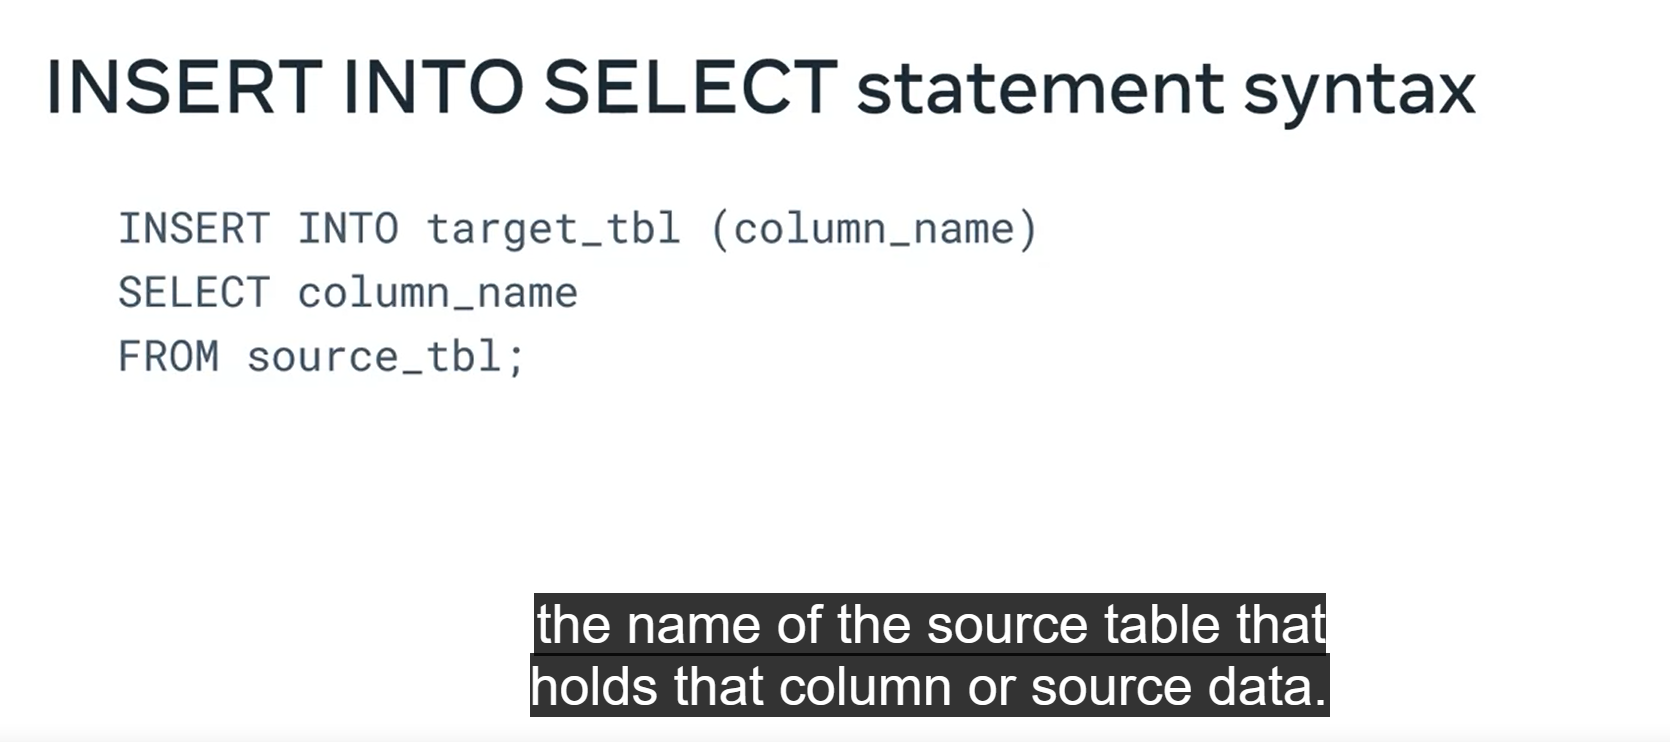 INSERT INTO SELECT statement syntax
INSERT INTO target_tbl (column_name)
SELECT column_name
FROM source_tbl;
the name of the source table that
holds that column or source data.